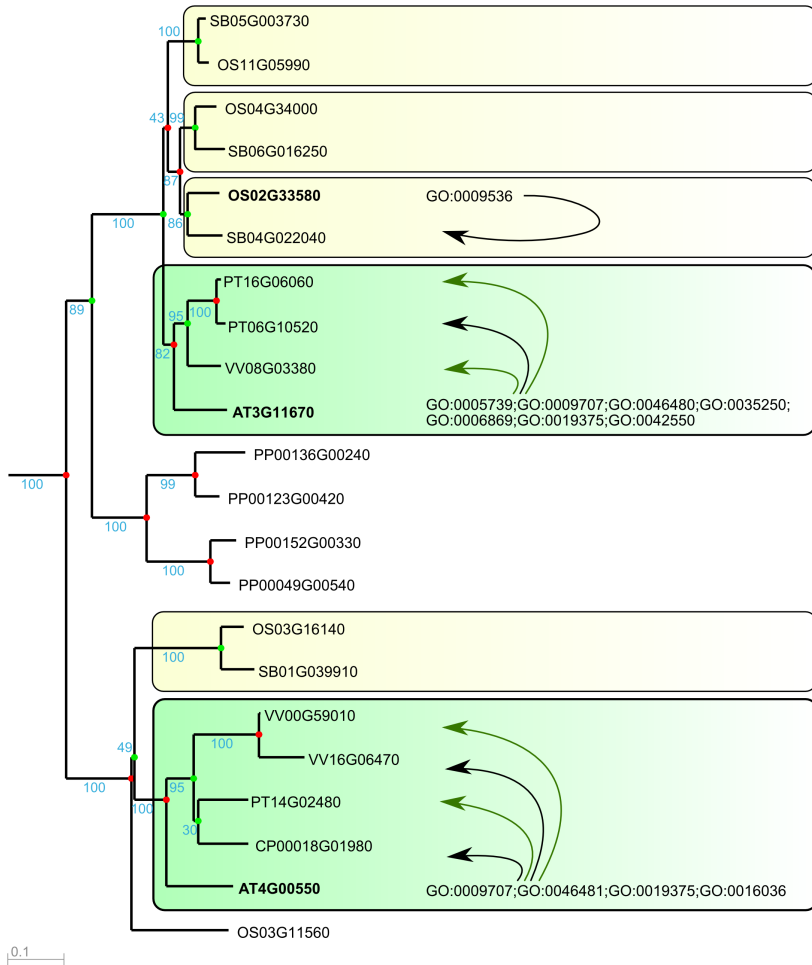 SB05G003730
100
OS11G05990
OS04G34000
43 99
SB06G016250
87
OS02G33580 GO:0009536
100 86
SB04G022040
PT16G06060
89 95 100
PT06G10520
82
VV08G03380
AT3G11670 GO:0005739;GO:0009707;GO:0046480;GO:0035250;
GO:0006869;GO:0019375;GO:0042550
PP00136G00240
100 99
PP00123G00420
100
PP00152G00330
100
PP00049G00540
OS03G16140
100
SB01G039910
VV00G59010
49 100
VV16G06470
100 95
PT14G02480
100
30
CP00018G01980
AT4G00550 GO:0009707;GO:0046481;GO:0019375;GO:0016036
OS03G11560
0.1